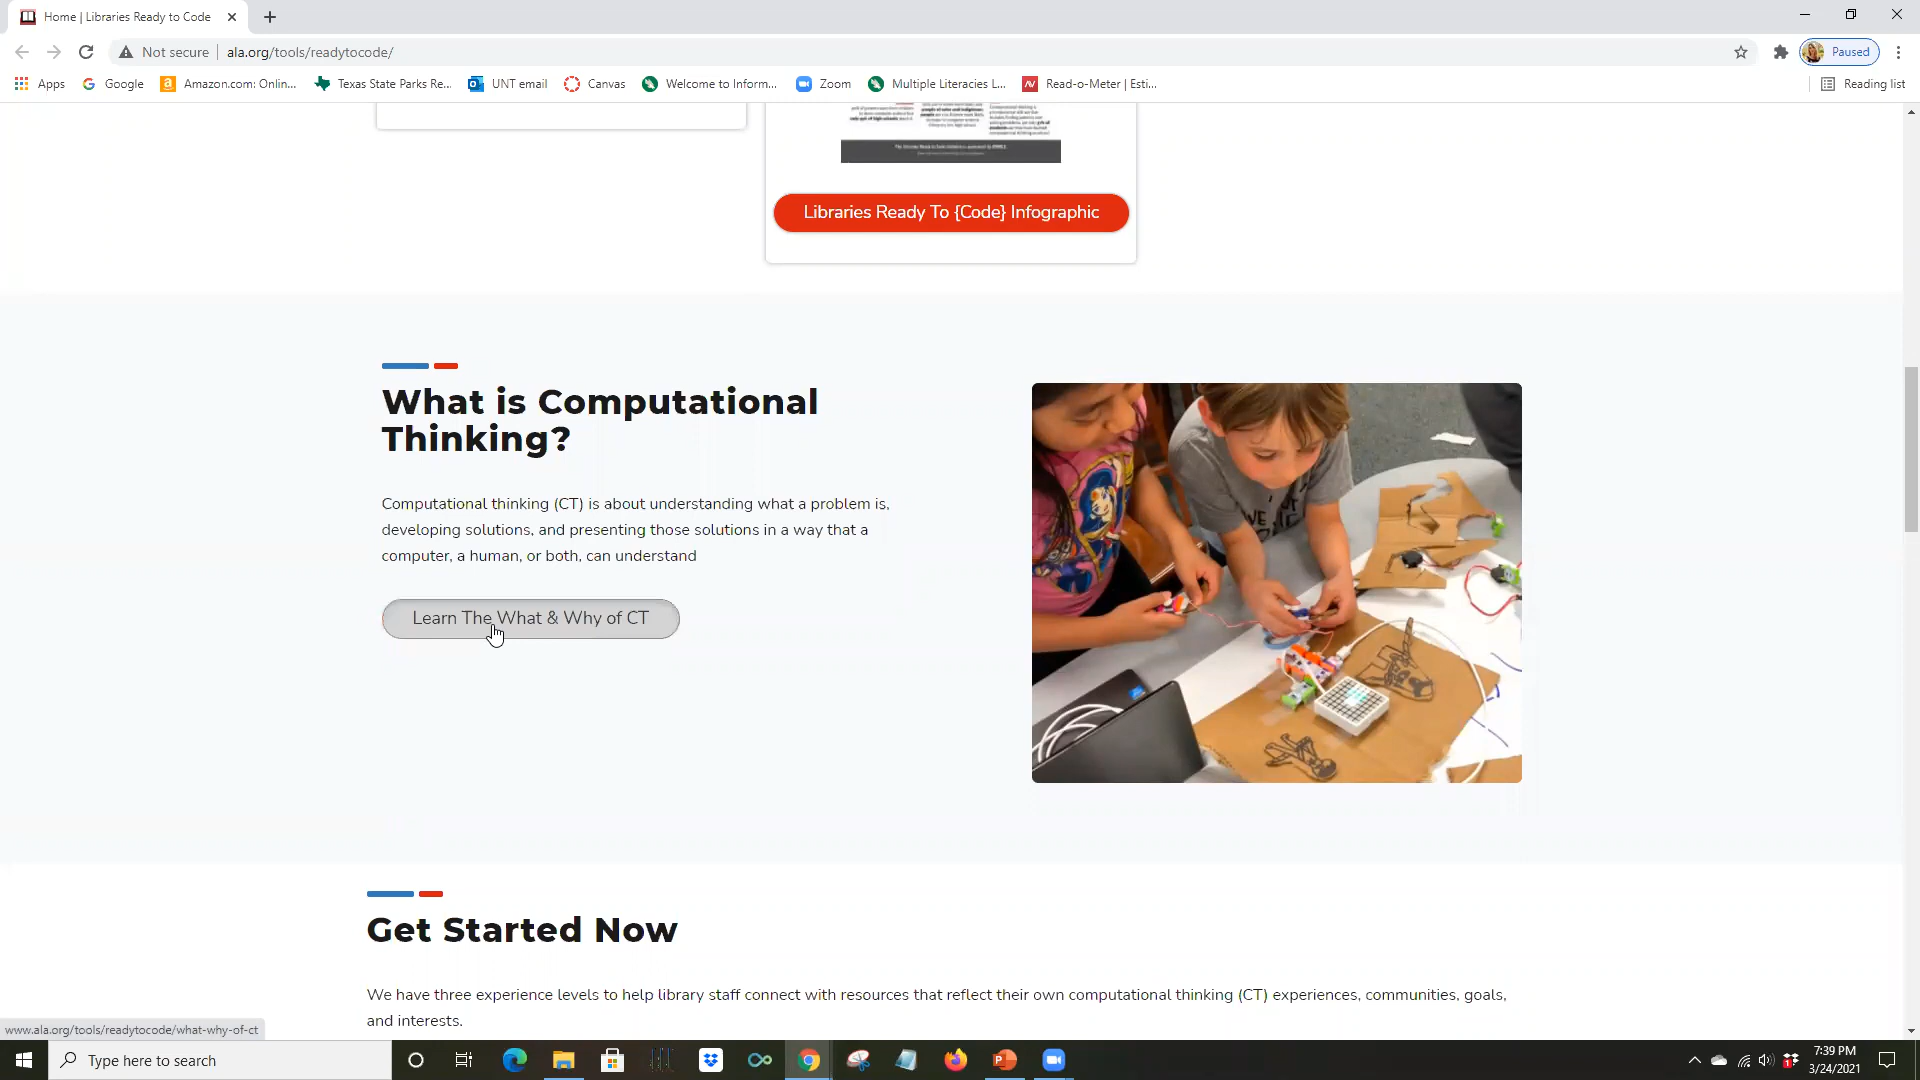 Home | Libraries Ready to Code
Not secure
ala.org/tools/readytocode/
Paused
Apps
Google
Amazon.com: Onlin...
Texas State Parks Re...
UNT email
Canvas
Welcome to Inform...
Zoom
Multiple Literacies L...
Read-o-Meter | Esti...
Reading list
Libraries Ready To {Code} Infographic
What is Computational
Thinking?
Computational thinking (CT) is about understanding what a problem is,
developing solutions, and presenting those solutions in a way that a
computer, a human, or both, can understand
Learn The What & Why of CT
Get Started Now
We have three experience levels to help library staff connect with resources that reflect their own computational thinking (CT) experiences, communities, goals,
and interests.
www.ala.org/tools/readytocode/what-why-of-ct
Type here to search
7:39 PM
3/24/2021